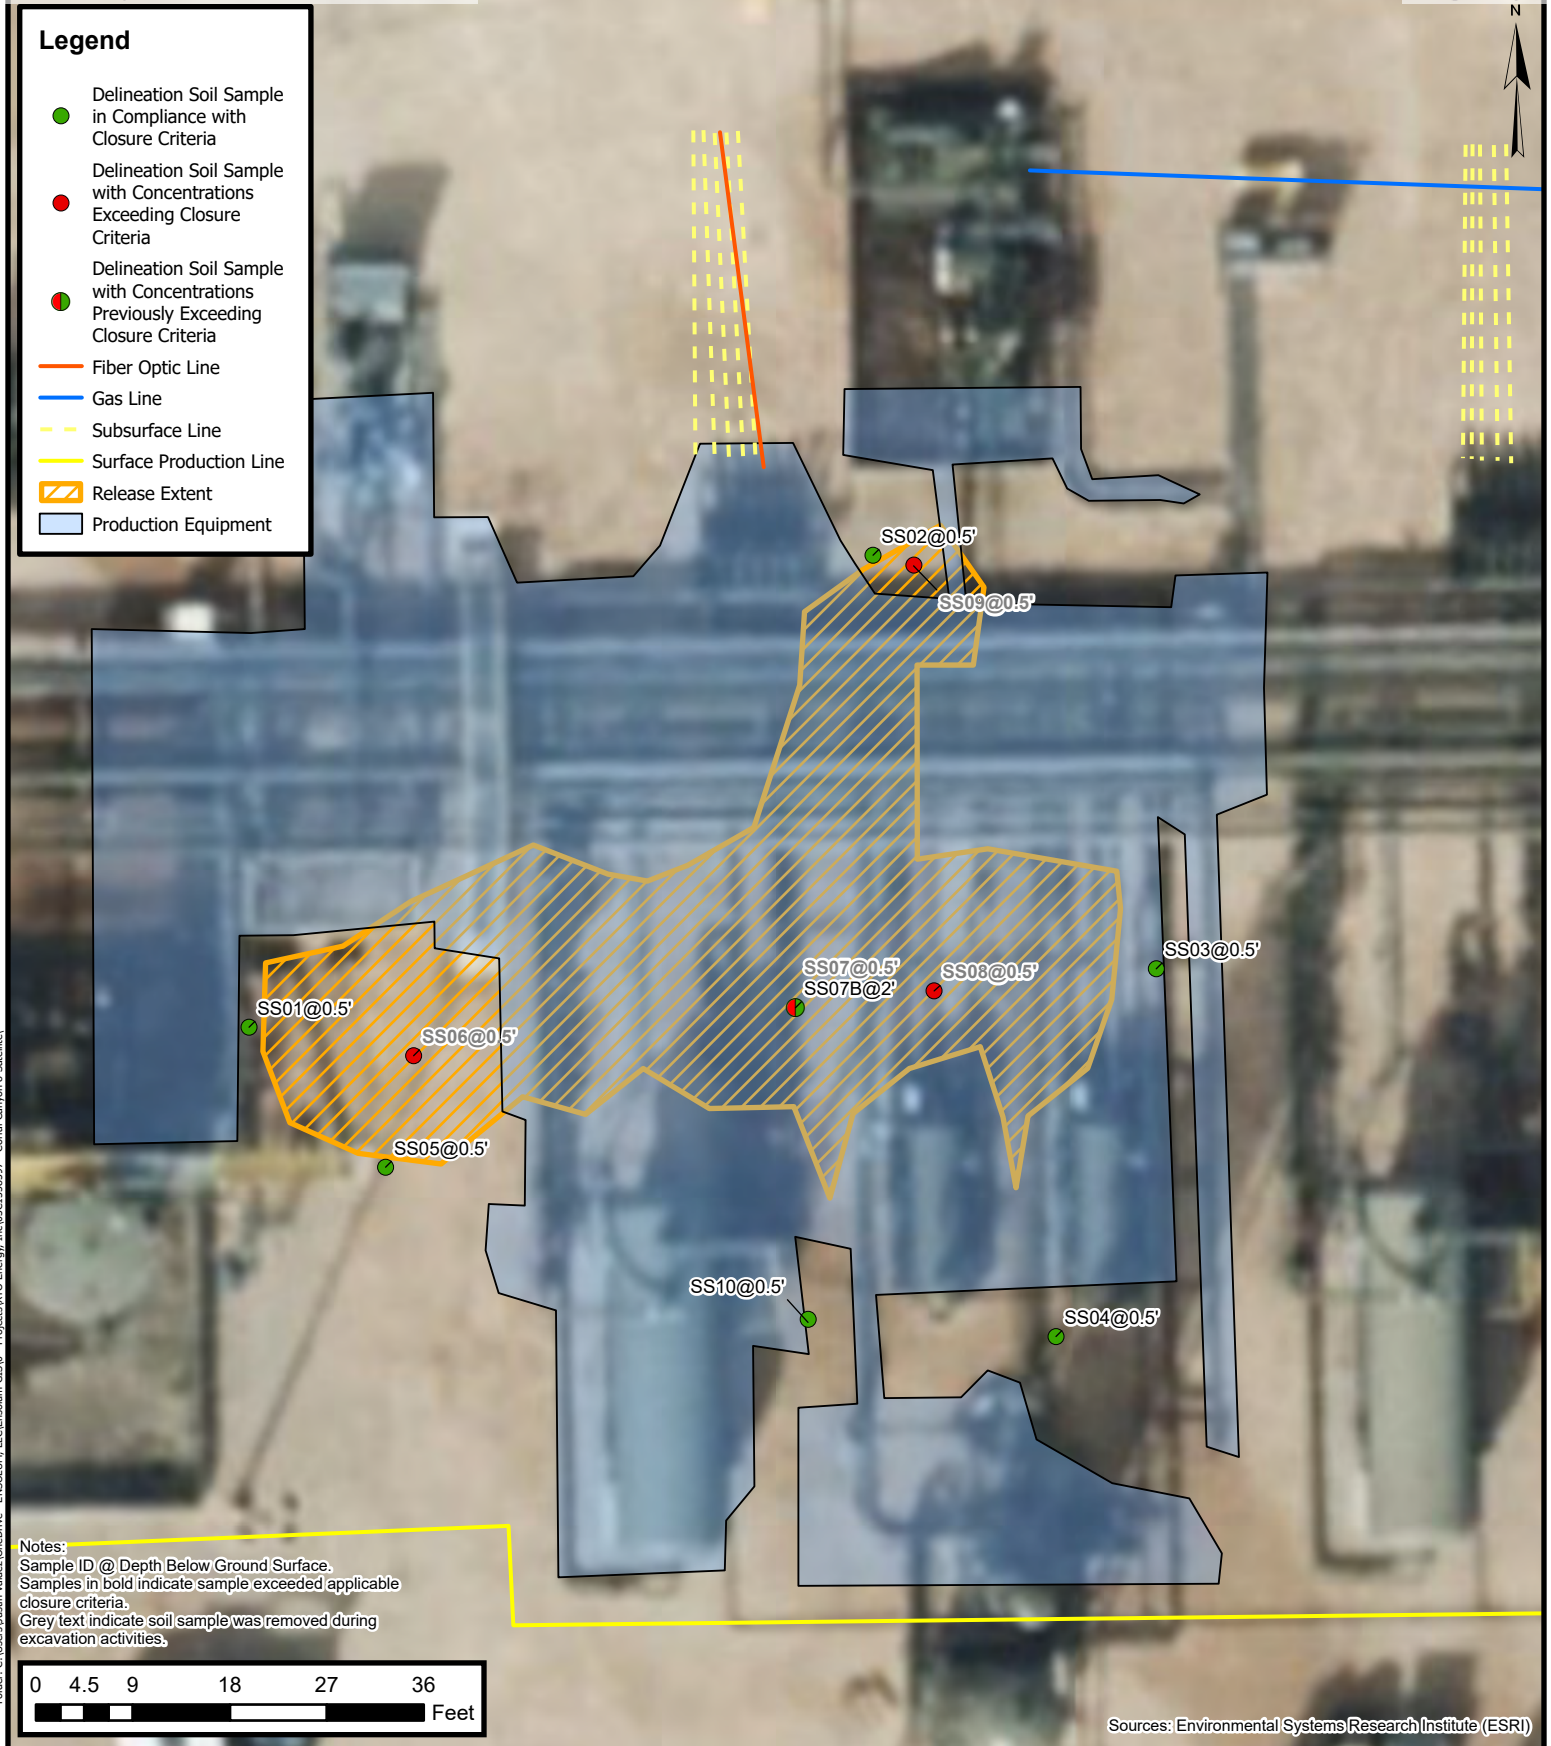 Legend
Delineation Soil Sample
in Compliance with
Closure Criteria
Delineation Soil Sample
with Concentrations
Exceeding Closure
Criteria
Delineation Soil Sample
with Concentrations
Previously Exceeding
Closure Criteria
Fiber Optic Line
Gas Line
Subsurface Line
Surface Production Line
Release Extent
Production Equipment
N
SS02@0.5'
SS09@0.5'
SS03@0.5'
SS07@0.5'
SS07B@2'
SS08@0.5'
SS01@0.5'
SS06@0.5'
SS05@0.5'
SS10@0.5'
SS04@0.5'
Notes:
Sample ID @ Depth Below Ground Surface.
Samples in bold indicate sample exceeded applicable
closure criteria.
Grey text indicate soil sample was removed during
excavation activities.
0 4.5 9 18 27 36
Feet
Sources: Environmental Systems Research Institute (ESRI)